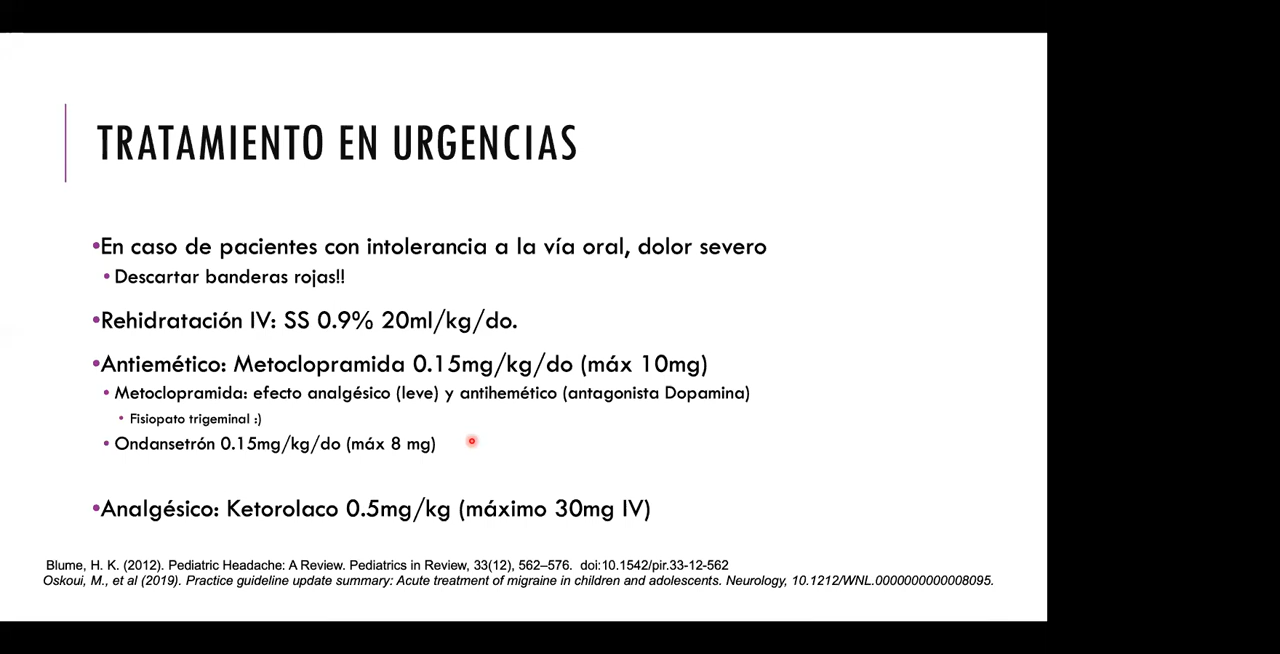 TRATAMIENTO EN URGENCIAS
•En caso de pacientes con intolerancia a la vía oral, dolor severo
• Descartar banderas rojas!!
•Rehidratación IV: SS 0.9% 20ml/kg/do.
•Antiemético: Metoclopramida 0.15mg/kg/do (máx 10mg)
• Metoclopramida: efecto analgésico (leve) y antihemético (antagonista Dopamina)
• Fisiopato trigeminal :)
• Ondansetrón 0.15mg/kg/do (máx 8 mg)
•Analgésico: Ketorolaco 0.5mg/kg (máximo 30mg IV)
Blume, H. K. (2012). Pediatric Headache: A Review. Pediatrics in Review, 33(12), 562–576. doi:10.1542/pir.33-12-562
Oskoui, M., et al (2019). Practice guideline update summary: Acute treatment of migraine in children and adolescents. Neurology, 10.1212/WNL.0000000000008095.